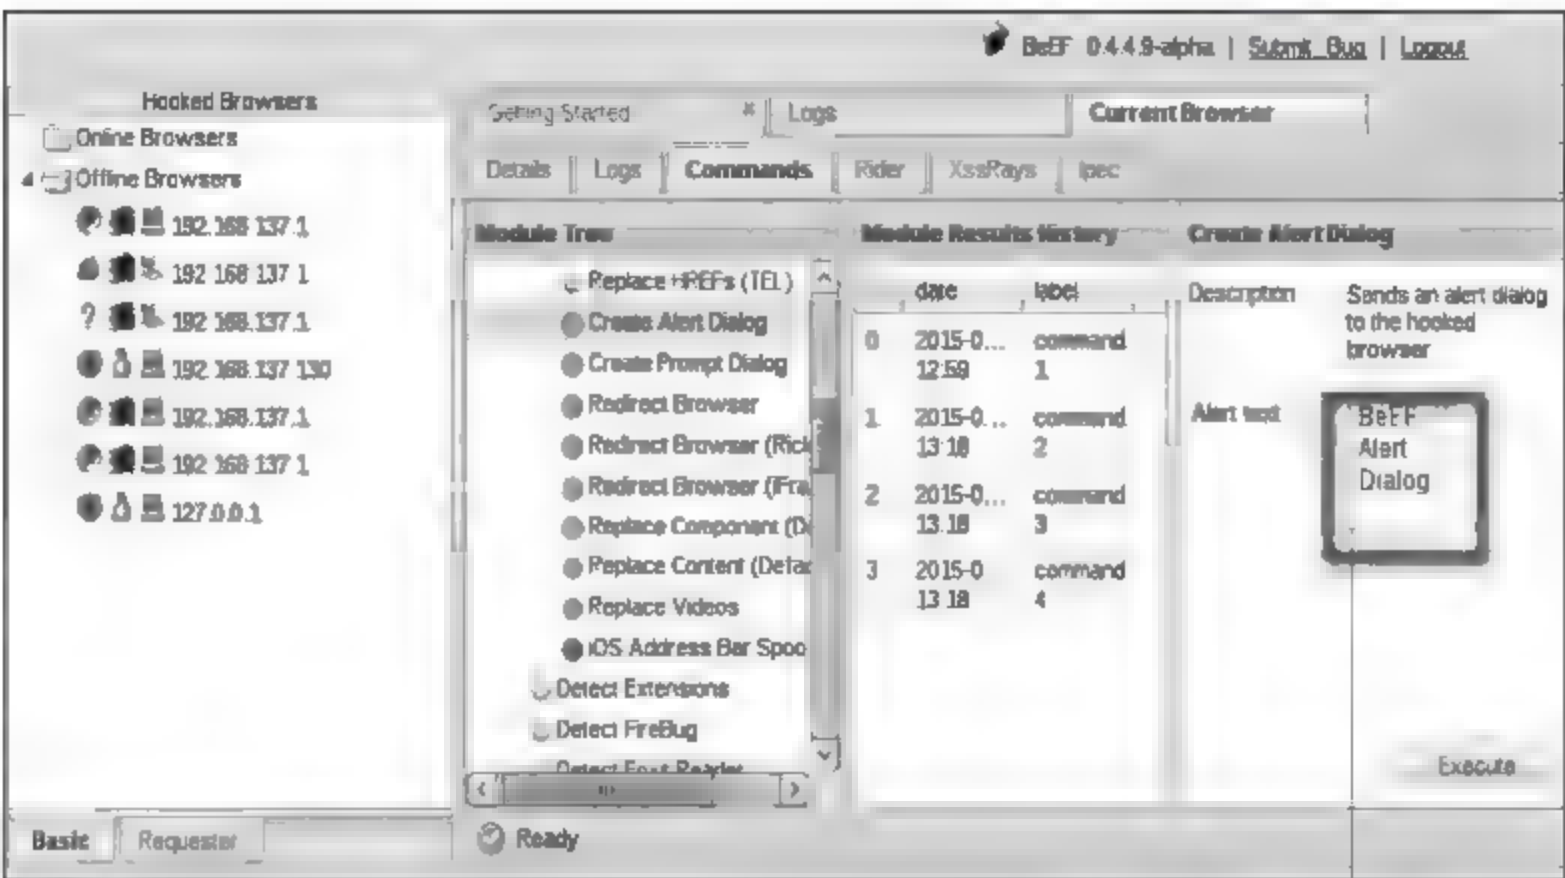 BeEF 0.4.4.9-alpha | Submit Bug | Logout
Hooked Browsers
Getting Started
Logs
Current Browser
Online Browsers
Offline Browsers
192.168.137.1
192.168.137.1
192.168.137.1
192.168.137.130
192.168.137.1
192.168.137.1
127.0.0.1
Details
Logs
Commands
Rider
XssRays
Ipec
Module Tree
Replace HREFs (TEL)
Create Alert Dialog
Create Prompt Dialog
Redirect Browser
Redirect Browser (Rick
Redirect Browser (iFra
Replace Component (De
Replace Content (Defac
Replace Videos
iOS Address Bar Spoo
Detect Extensions
Detect FireBug
Module Results History
date label
0 2015-0... command
12:59 1
1 2015-0... command
13:18 2
2 2015-0... command
13:18 3
3 2015-0 command
13:18 4
Create Alert Dialog
Description
Sends an alert dialog
to the hooked
browser
Alert text
BeEF
Alert
Dialog
Execute
Basic
Requester
Ready